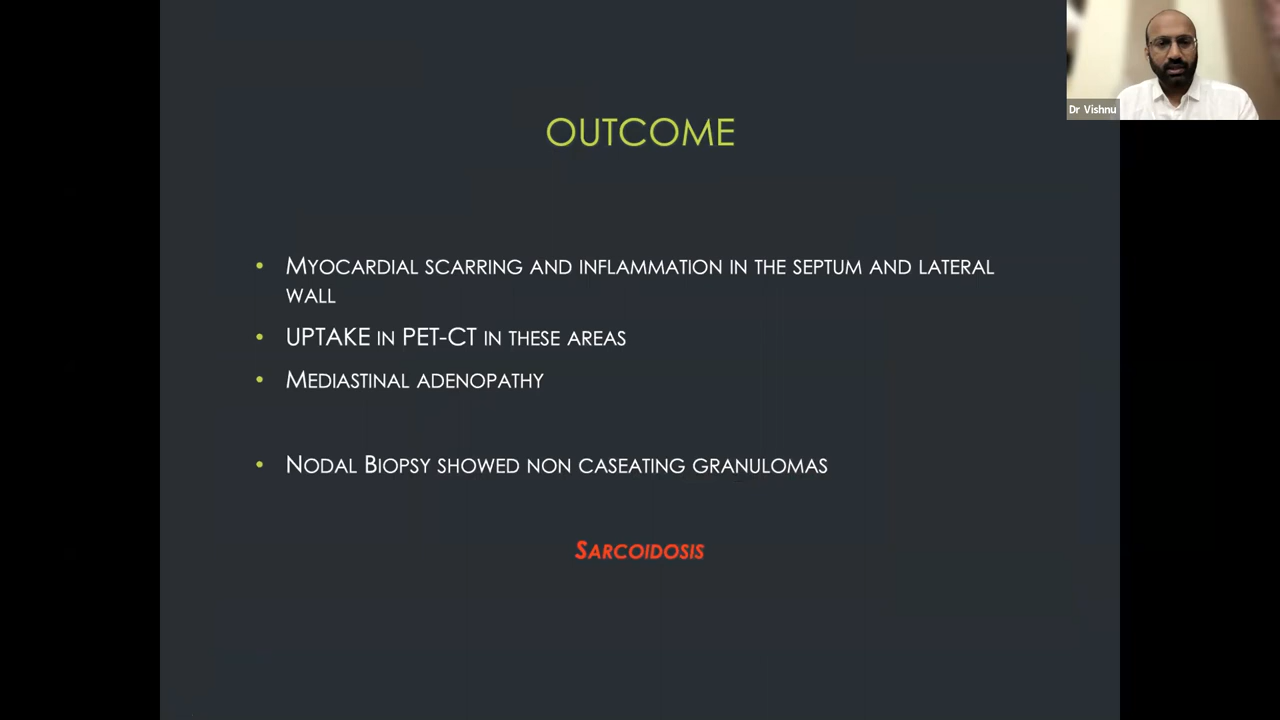 OUTCOME
• MYOCARDIAL SCARRING AND INFLAMMATION IN THE SEPTUM AND LATERAL
WALL
• UPTAKE IN PET-CT IN THESE AREAS
• MEDIASTINAL ADENOPATHY
• NODAL BIOPSY SHOWED NON CASEATING GRANULOMAS
SARCOIDOSIS
Dr Vishnu